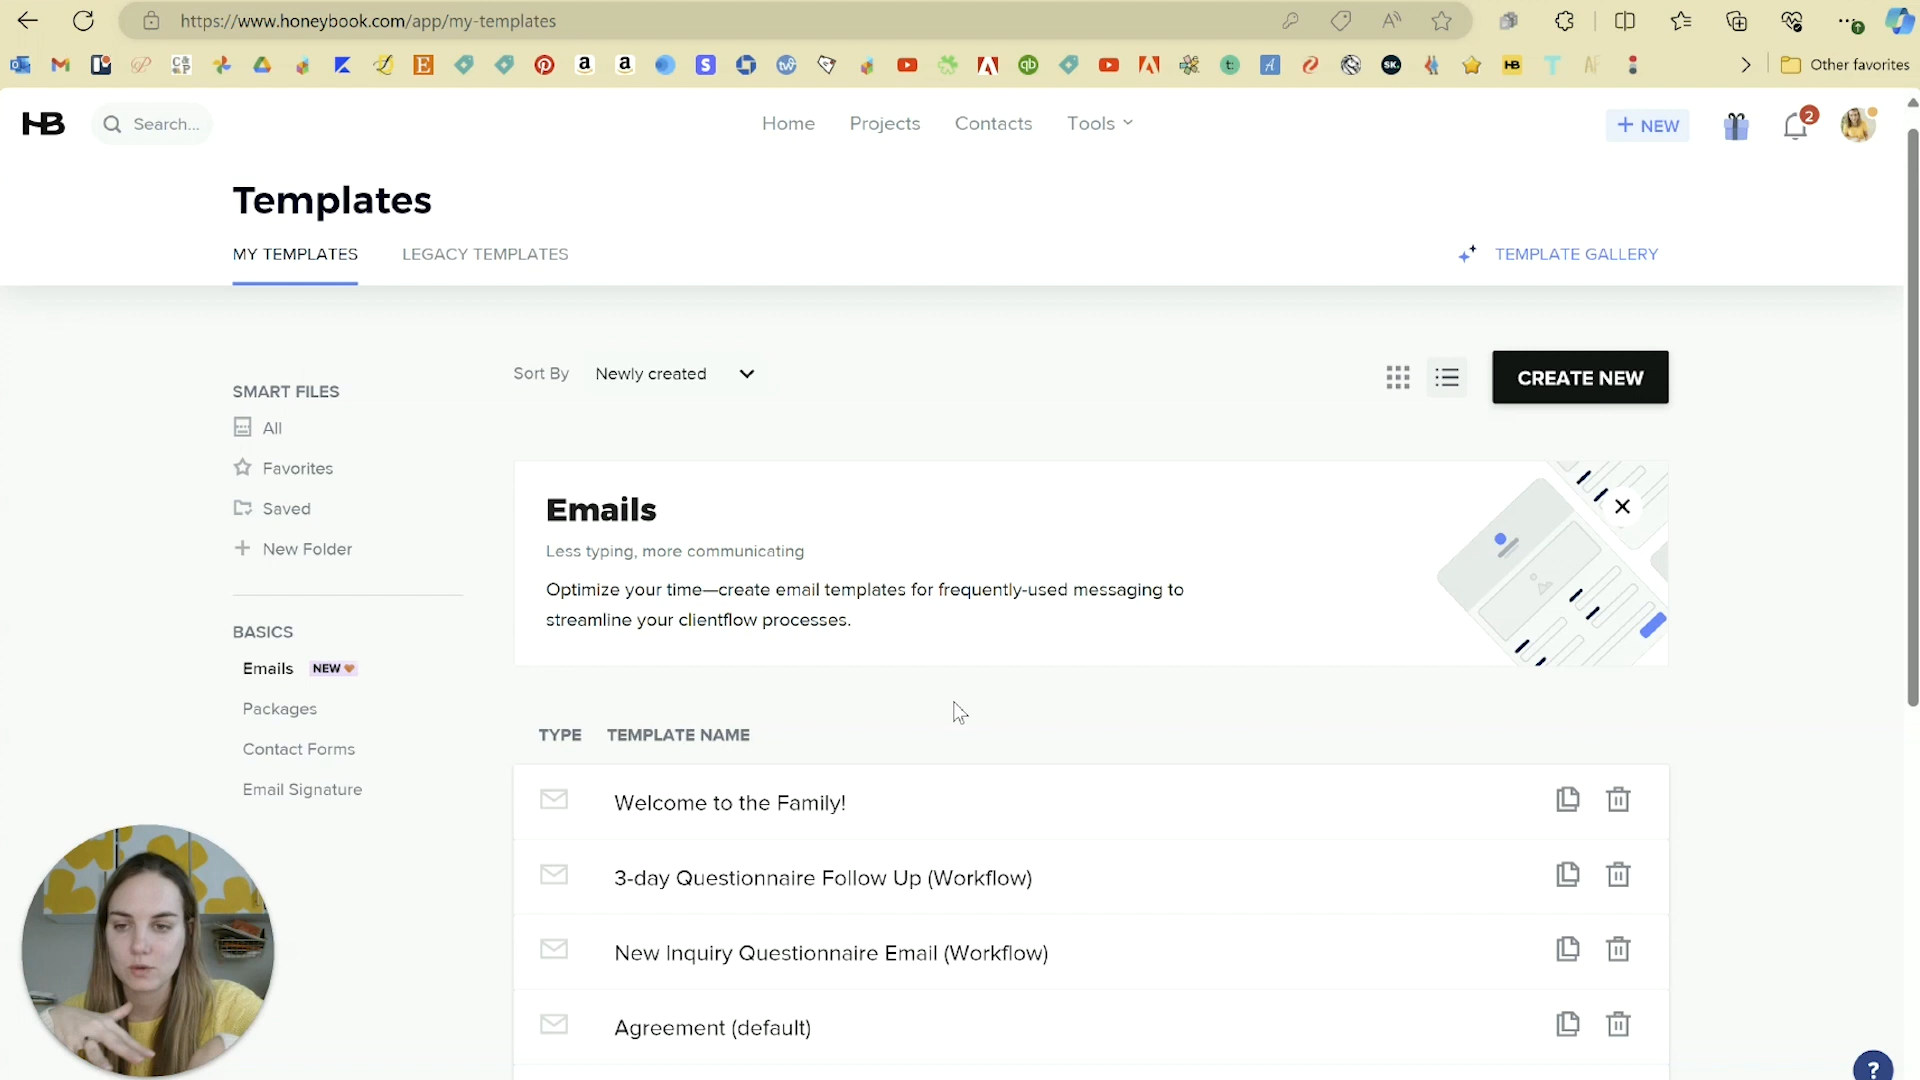 https://www.honeybook.com/app/my-templates
Other favorites
HB
Search...
Home
Projects
Contacts
Tools
+ NEW
2
Templates
MY TEMPLATES
LEGACY TEMPLATES
TEMPLATE GALLERY
SMART FILES
All
Favorites
Saved
New Folder
BASICS
Emails NEW
Packages
Contact Forms
Email Signature
Sort By Newly created
CREATE NEW
Emails
Less typing, more communicating
Optimize your time—create email templates for frequently-used messaging to
streamline your clientflow processes.
TYPE TEMPLATE NAME
Welcome to the Family!
3-day Questionnaire Follow Up (Workflow)
New Inquiry Questionnaire Email (Workflow)
Agreement (default)
?